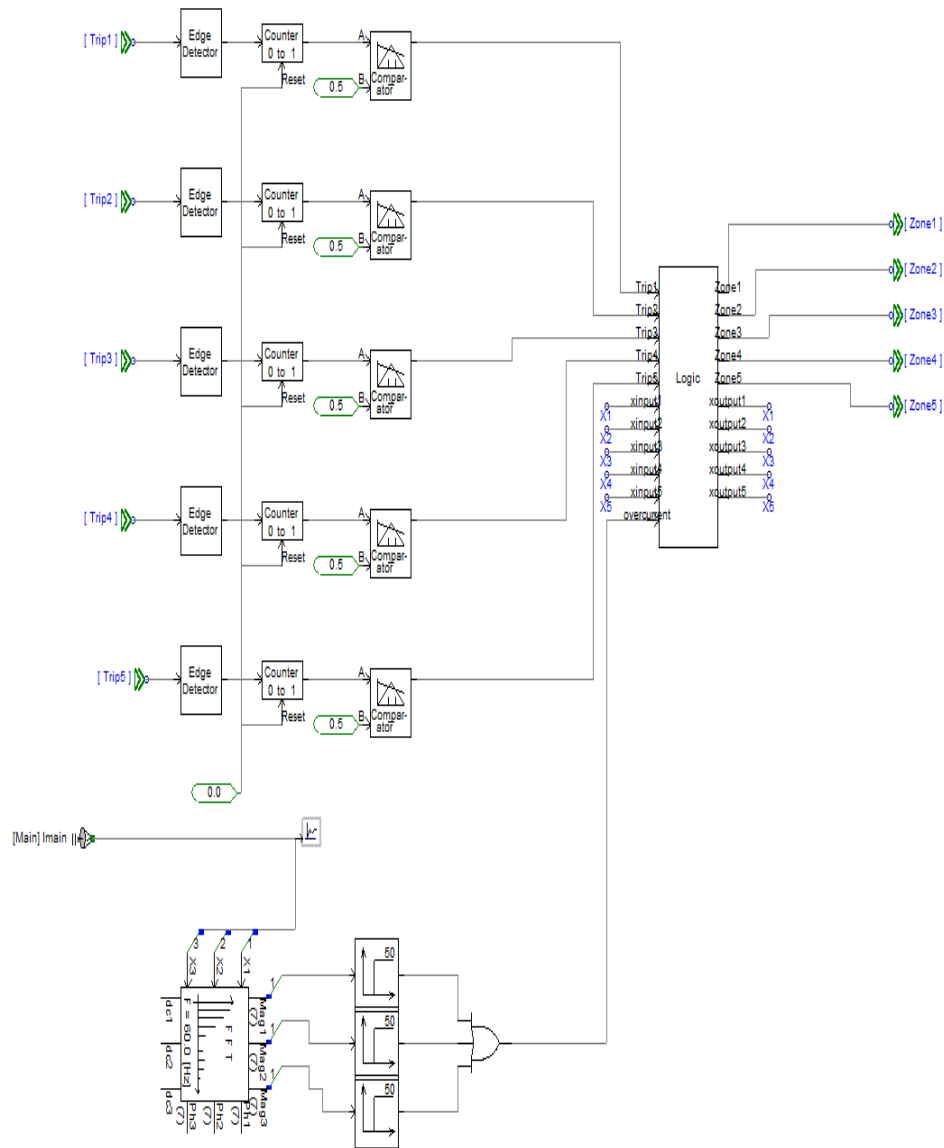 [ Trip1 ]
Edge
Detector
Counter
0 to 1
Reset
A
B
0.5
Compar-
ator
[ Trip2 ]
Edge
Detector
Counter
0 to 1
Reset
A
B
0.5
Compar-
ator
[ Trip3 ]
Edge
Detector
Counter
0 to 1
Reset
A
B
0.5
Compar-
ator
[ Trip4 ]
Edge
Detector
Counter
0 to 1
Reset
A
B
0.5
Compar-
ator
[ Trip5 ]
Edge
Detector
Counter
0 to 1
Reset
A
B
0.5
Compar-
ator
0.0
Trip1
Trip2
Trip3
Trip4
Trip5
xinput1
X1
xinput2
X2
xinput3
X3
xinput4
X4
xinput5
X5
overcurrent
Logic
Zone1
Zone2
Zone3
Zone4
Zone5
xoutput1
X1
xoutput2
X2
xoutput3
X3
xoutput4
X4
xoutput5
X5
[ Zone1 ]
[ Zone2 ]
[ Zone3 ]
[ Zone4 ]
[ Zone5 ]
[Main] Imain
3
2
1
X3
X2
X1
F F T
F = 60.0 [Hz]
dc1
dc2
dc3
Mag1
(7)
Mag2
(7)
Mag3
(7)
Ph3
(7)
Ph2
(7)
Ph1
(7)
1
1
1
50
50
50